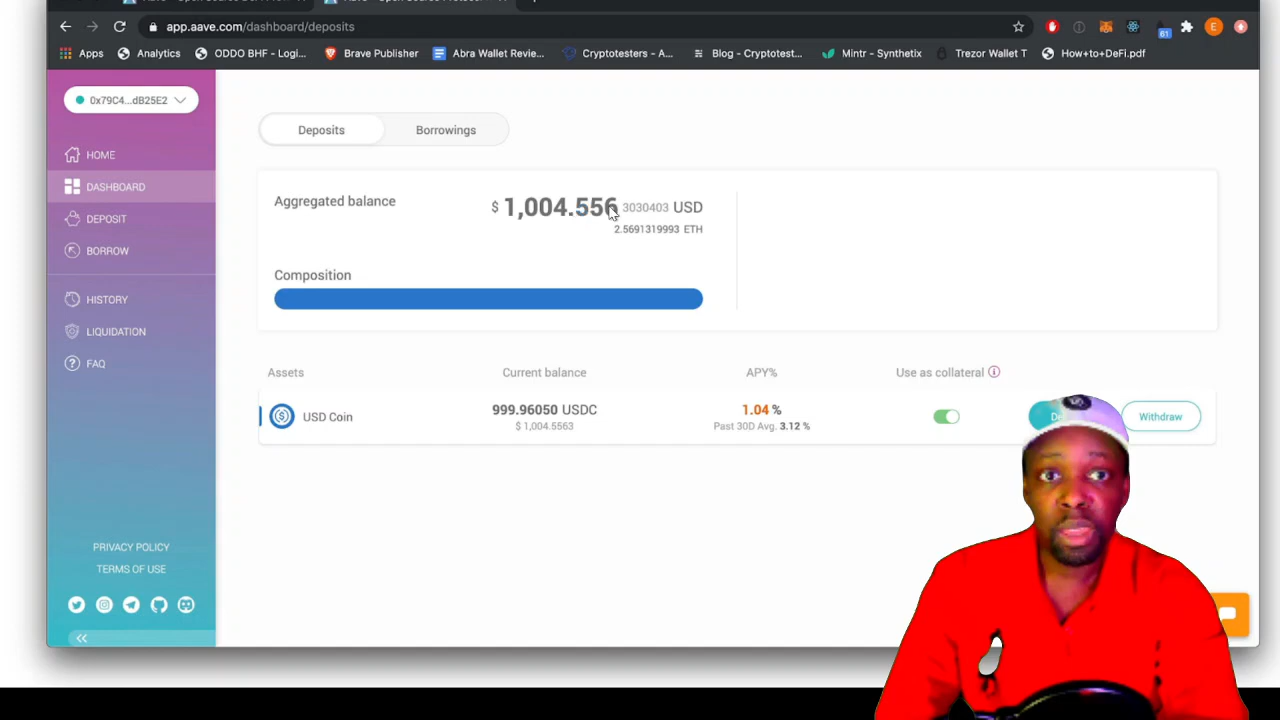 app.aave.com/dashboard/deposits
E
61
Apps
Analytics
ODDO BHF - Logi...
Brave Publisher
Abra Wallet Revie...
Cryptotesters - A...
Blog - Cryptotest...
Mintr - Synthetix
Trezor Wallet T
How+to+DeFi.pdf
0x79C4...dB25E2
HOME
DASHBOARD
DEPOSIT
BORROW
HISTORY
LIQUIDATION
FAQ
PRIVACY POLICY
TERMS OF USE
Deposits
Borrowings
Aggregated balance
$ 1,004.556 3030403 USD
2.5691319993 ETH
Composition
Assets
Current balance
APY%
Use as collateral
USD Coin
999.96050 USDC
$ 1,004.5563
1.04 %
Past 30D Avg. 3.12 %
Withdraw